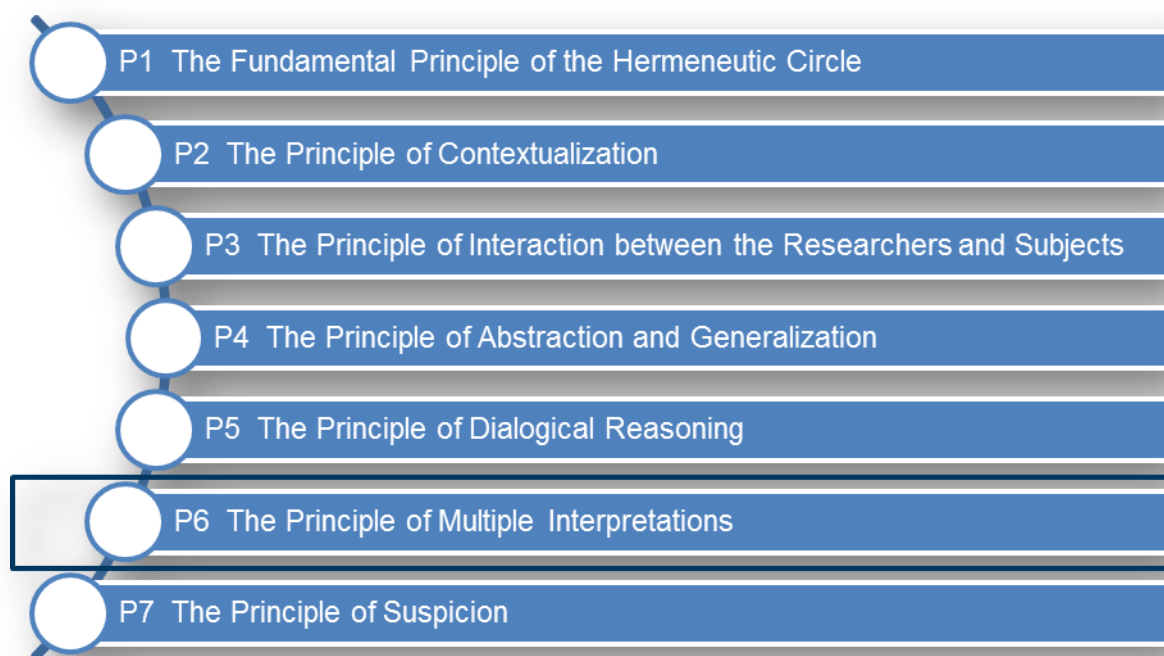 P1 The Fundamental Principle of the Hermeneutic Circle
P2 The Principle of Contextualization
P3 The Principle of Interaction between the Researchers and Subjects
P4 The Principle of Abstraction and Generalization
P5 The Principle of Dialogical Reasoning
P6 The Principle of Multiple Interpretations
P7 The Principle of Suspicion